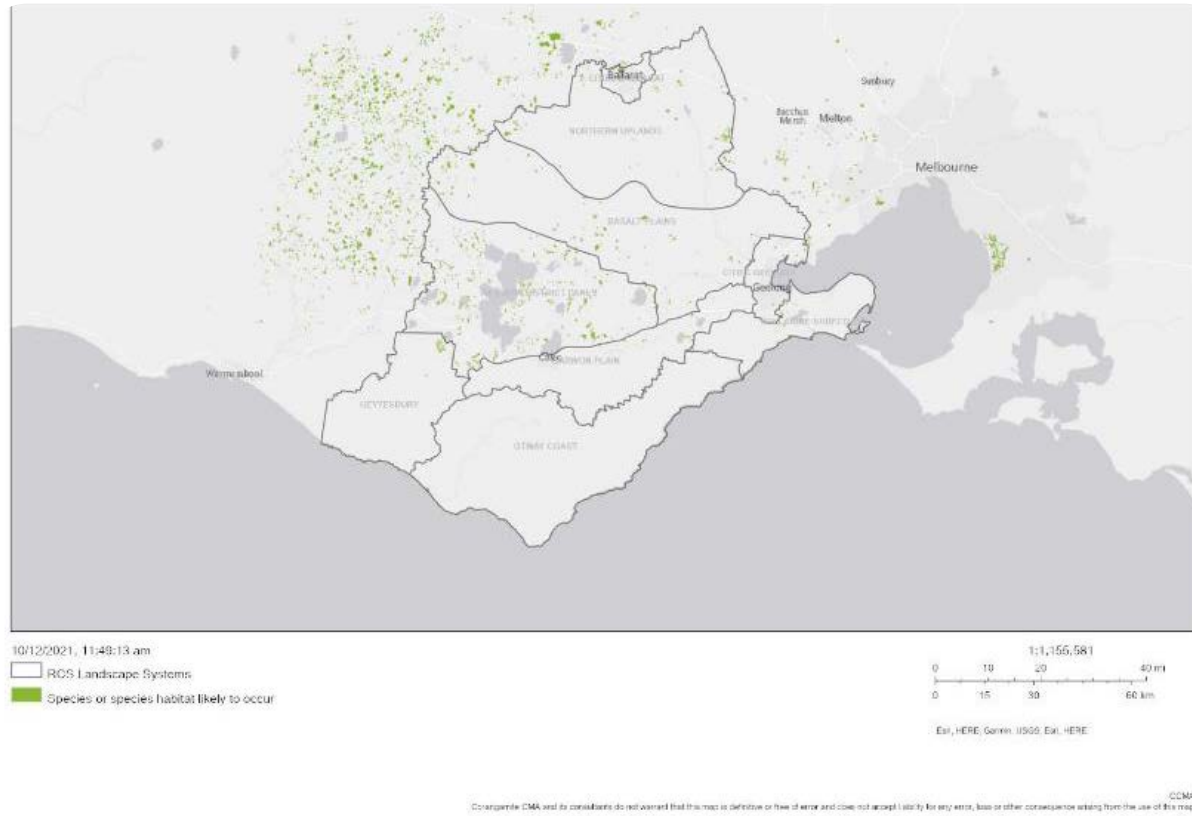 Sunbury
Ballarat
Bacchus
Marsh
Melton
NORTHERN UPLANDS
Melbourne
BASALT PLAINS
Geelong
Colac
Warrnambool
HEYTESBURY
OTWAY COAST
10/12/2021, 11:49:13 am
RCS Landscape Systems
Species or species habitat likely to occur
1:1,155,581
0 10 20 40 mi
0 15 30 60 km
Esri, HERE, Garmin, USGS, Esri, HERE
CCMA
Corangamite CMA and its consultants do not warrant that this map is definitive or free of error and does not accept liability for any error, loss or other consequence arising from the use of this map